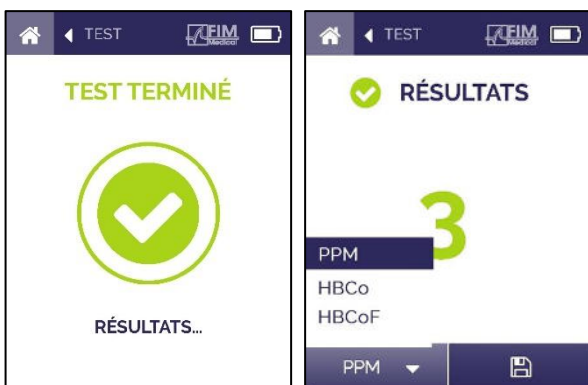 TEST
FIM
Medical
TEST TERMINÉ
RÉSULTATS...
TEST
FIM
Medical
RÉSULTATS
3
PPM
HBCo
HBCoF
PPM